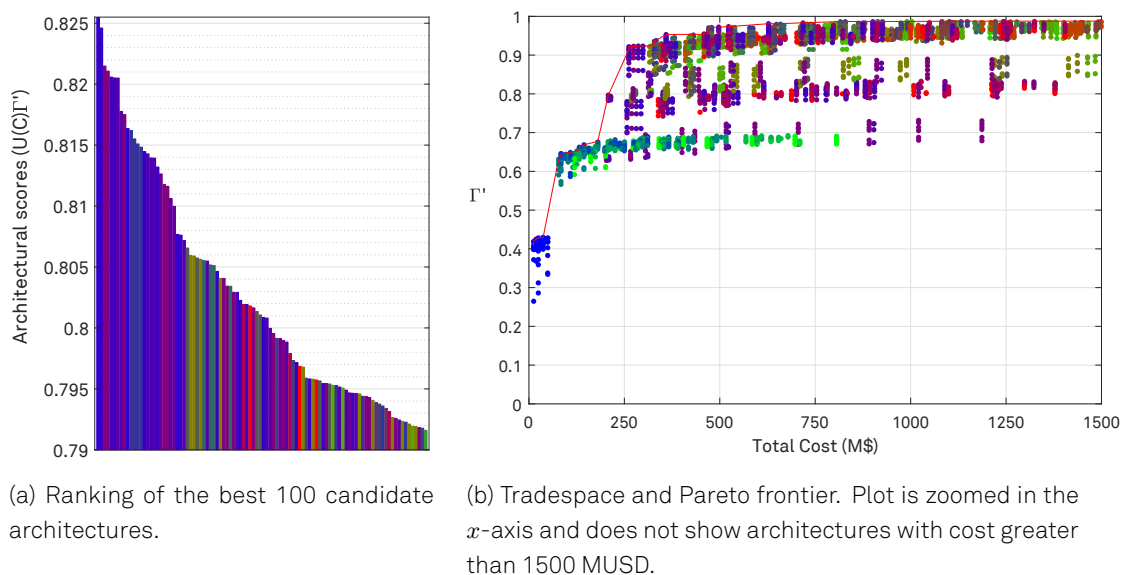 0.825
0.82
0.815
0.81
0.805
0.8
0.795
0.79
Architectural scores (U(C)Γ')
1
0.9
0.8
0.7
0.6
0.5
0.4
0.3
0.2
0.1
0
Γ'
0 250 500 750 1000 1250 1500
Total Cost (M$)
(a) Ranking of the best 100 candidate
architectures.
(b) Tradespace and Pareto frontier. Plot is zoomed in the
x-axis and does not show architectures with cost greater
than 1500 MUSD.